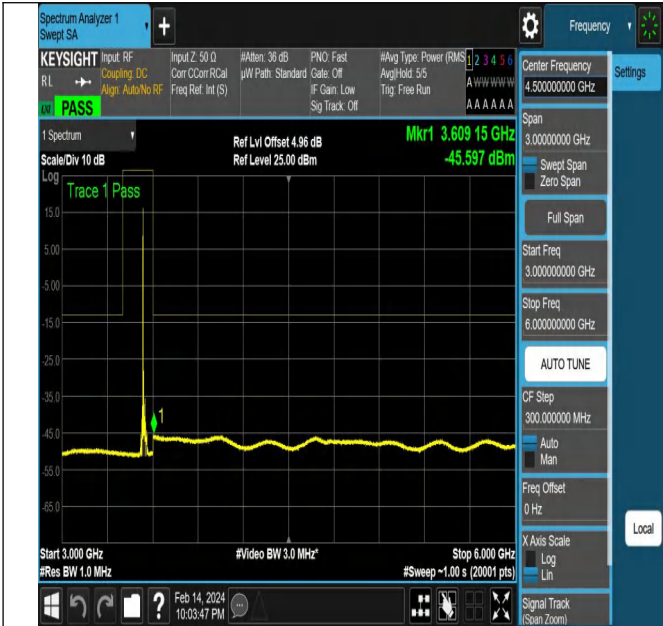 Spectrum Analyzer 1
Swept SA
+
Frequency
KEYSIGHT
Input: RF
Input Z: 50 Ω
#Atten: 36 dB
PNO: Fast
#Avg Type: Power (RMS
1 2 3 4 5 6
RL
Coupling: DC
Corr CCorr RCal
µW Path: Standard
Gate: Off
Avg|Hold: 5/5
A W W W W W
Align: Auto/No RF
Freq Ref: Int (S)
IF Gain: Low
Trig: Free Run
Sig Track: Off
A A A A A A
PASS
1 Spectrum
Ref Lvl Offset 4.96 dB
Mkr1 3.609 15 GHz
Scale/Div 10 dB
Ref Level 25.00 dBm
-45.597 dBm
Log
Trace 1 Pass
15.0
5.00
-5.00
-15.0
-25.0
-35.0
-45.0
-55.0
-65.0
1
Start 3.000 GHz
#Video BW 3.0 MHz*
Stop 6.000 GHz
#Res BW 1.0 MHz
#Sweep ~1.00 s (20001 pts)
Feb 14, 2024
10:03:47 PM
?
Center Frequency
4.50000000 GHz
Settings
Span
3.00000000 GHz
Swept Span
Zero Span
Full Span
Start Freq
3.000000000 GHz
Stop Freq
6.000000000 GHz
AUTO TUNE
CF Step
300.000000 MHz
Auto
Man
Freq Offset
0 Hz
Local
X Axis Scale
Log
Lin
Signal Track
(Span Zoom)